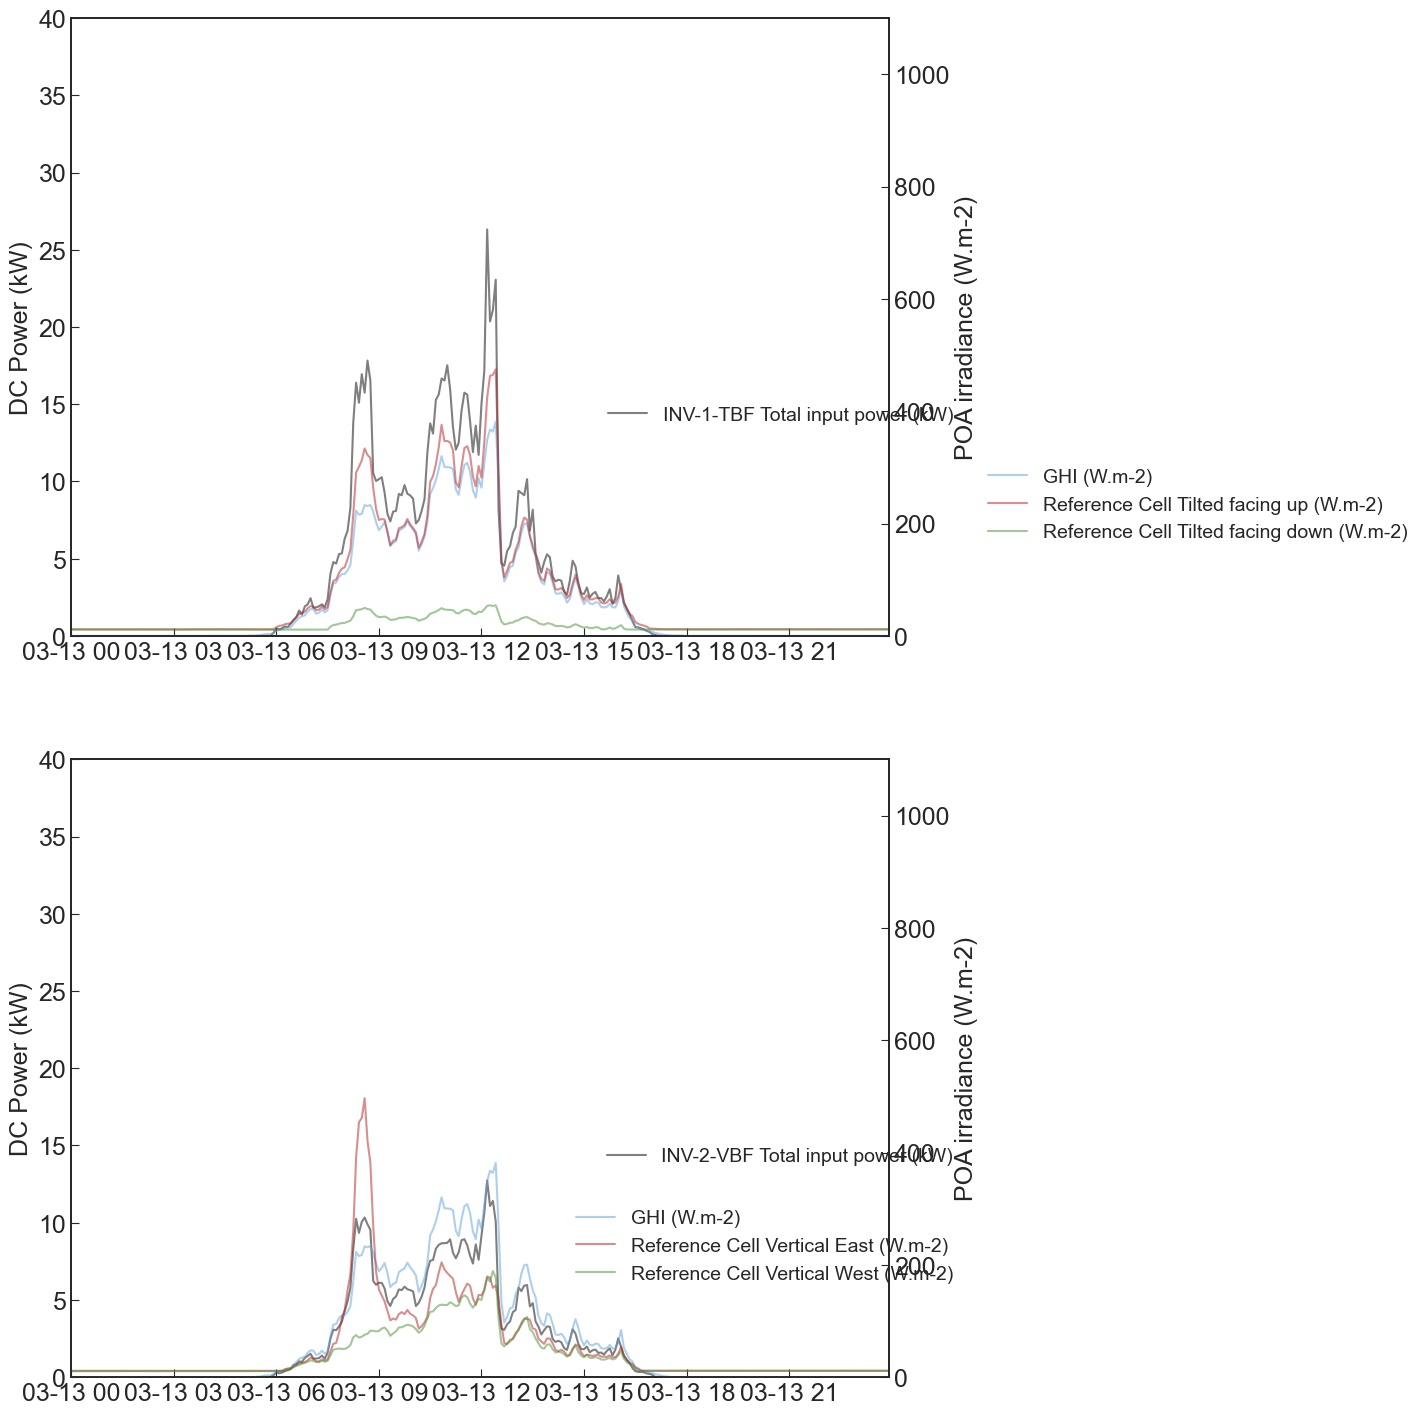 40
35
30
25
20
15
10
5
0
DC Power (kW)
1000
800
600
400
200
0
POA irradiance (W.m-2)
INV-1-TBF Total input power (kW)
GHI (W.m-2)
Reference Cell Tilted facing up (W.m-2)
Reference Cell Tilted facing down (W.m-2)
03-13 00 03-13 03 03-13 06 03-13 09 03-13 12 03-13 15 03-13 18 03-13 21
40
35
30
25
20
15
10
5
0
DC Power (kW)
1000
800
600
400
200
0
POA irradiance (W.m-2)
INV-2-VBF Total input power (kW)
GHI (W.m-2)
Reference Cell Vertical East (W.m-2)
Reference Cell Vertical West (W.m-2)
03-13 00 03-13 03 03-13 06 03-13 09 03-13 12 03-13 15 03-13 18 03-13 21